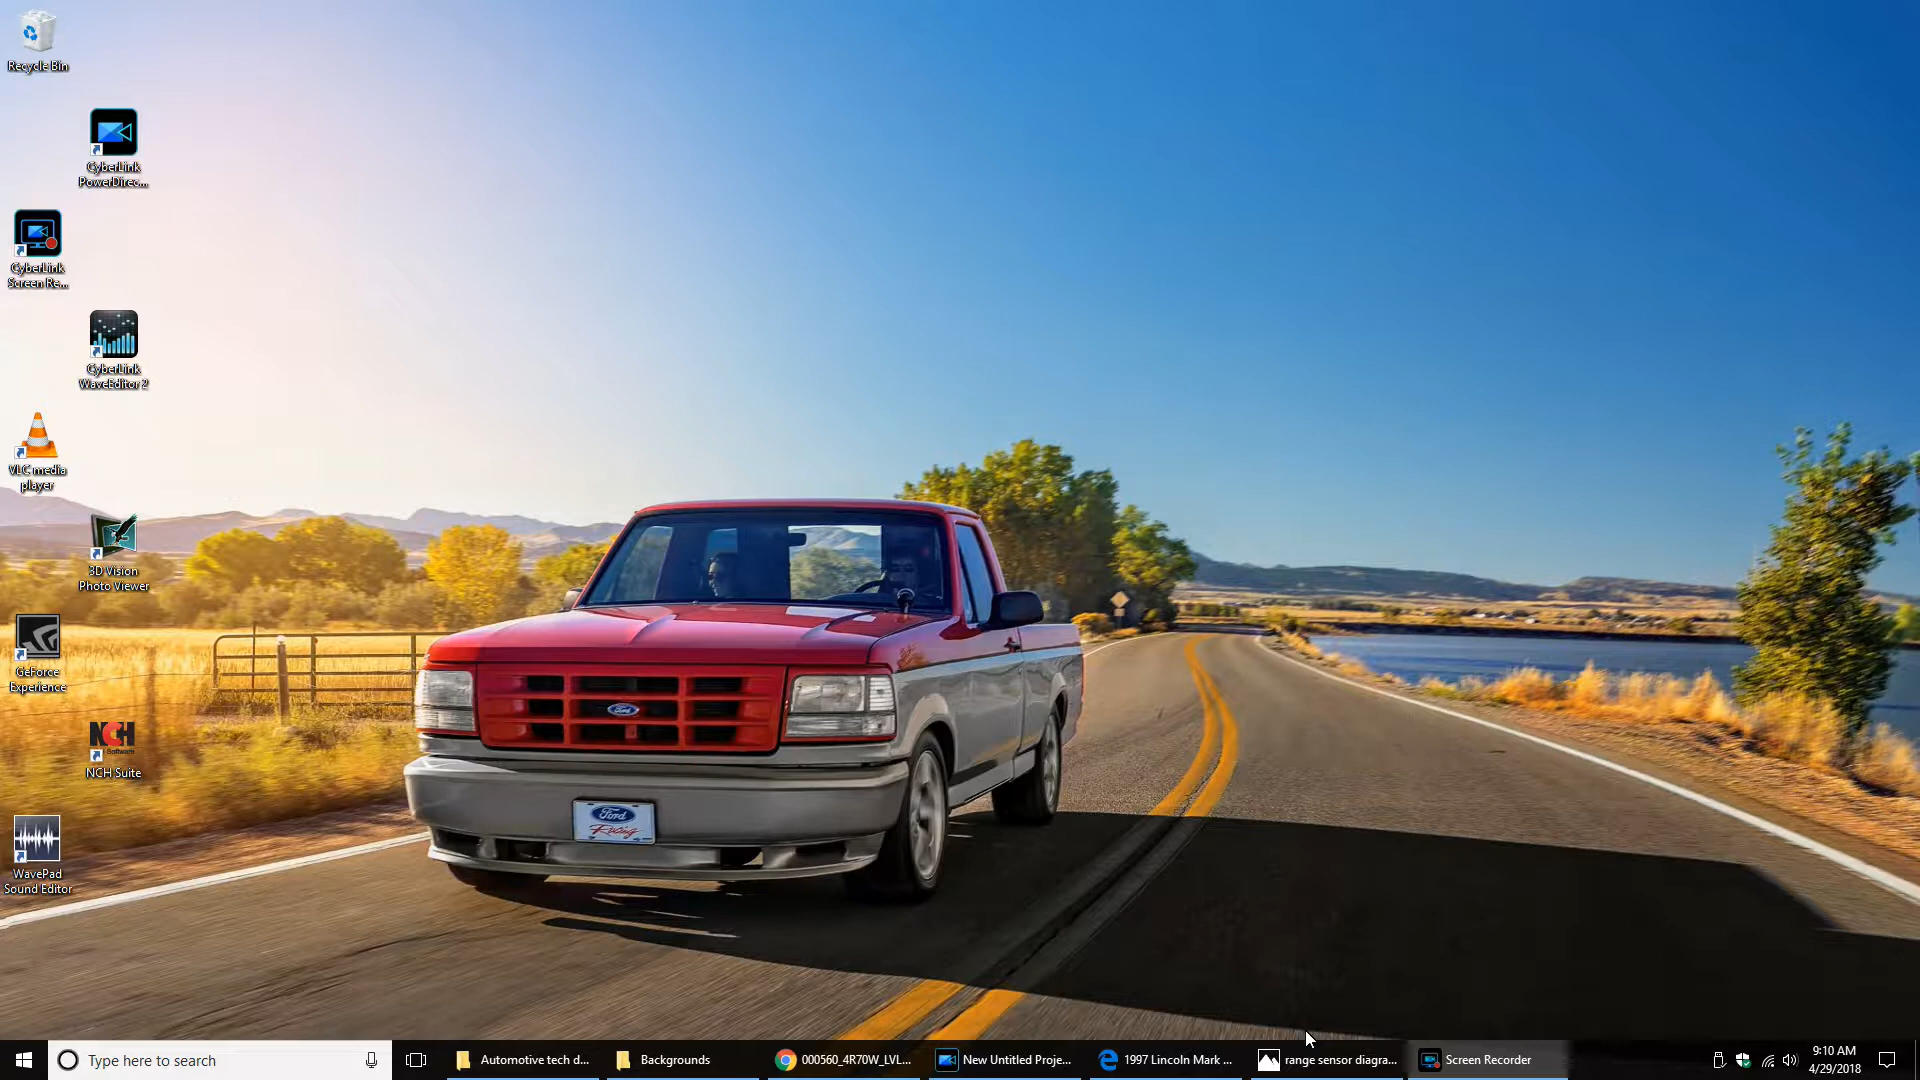 Recycle Bin
CyberLink
PowerDirec...
CyberLink
Screen Re...
CyberLink
WaveEditor 2
VLC media
player
3D Vision
Photo Viewer
GeForce
Experience
NCH
Software
NCH Suite
WavePad
Sound Editor
Ford
Ford
Racing
Type here to search
Automotive tech d...
Backgrounds
000560_4R70W_LVL...
New Untitled Proje...
1997 Lincoln Mark ...
range sensor diagra...
Screen Recorder
9:10 AM
4/29/2018